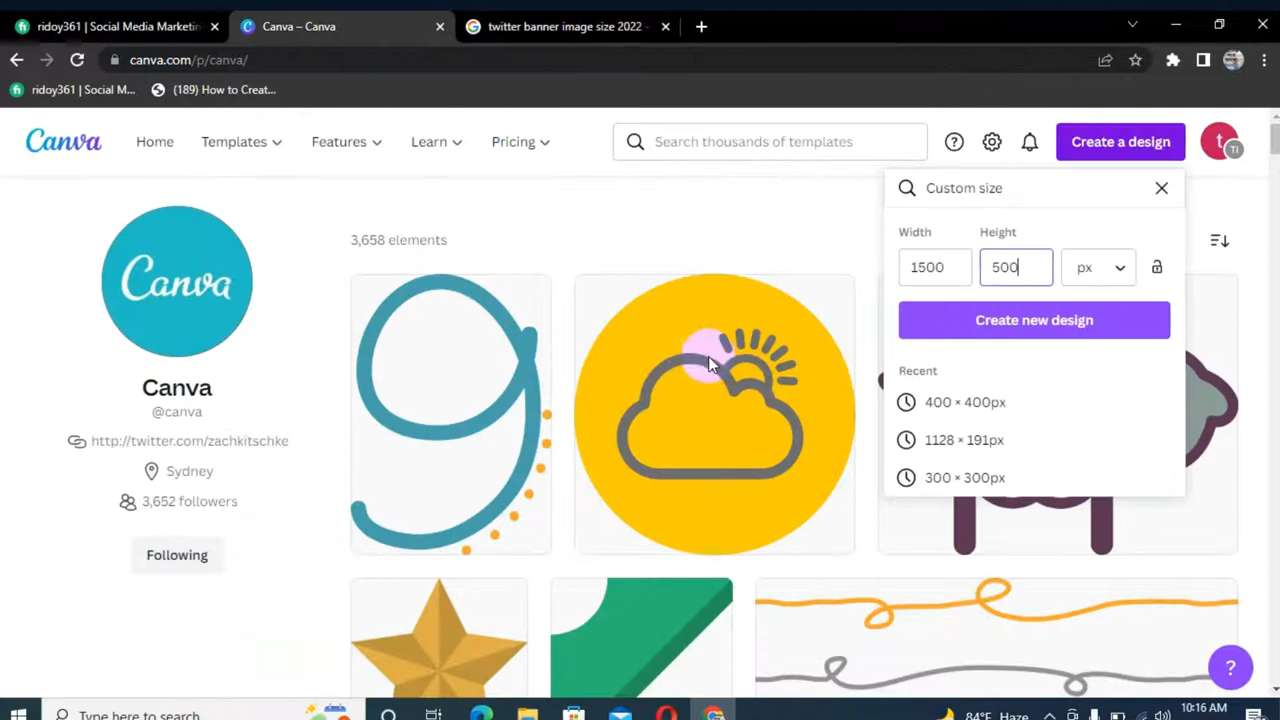 ridoy361 | Social Media Marketin
Canva – Canva
twitter banner image size 2022 -
canva.com/p/canva/
ridoy361 | Social M...
(189) How to Creat...
Canva
Home
Templates
Features
Learn
Pricing
Search thousands of templates
Create a design
t
TI
Custom size
Width
Height
1500
500
px
Create new design
Recent
400 × 400px
1128 × 191px
300 × 300px
3,658 elements
Canva
Canva
@canva
http://twitter.com/zachkitschke
Sydney
3,652 followers
Following
?
Type here to search
84°F Haze
10:16 AM